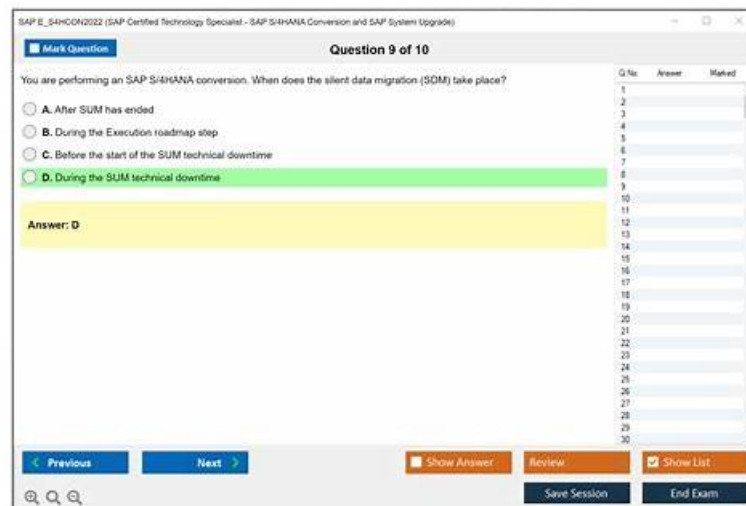 SAP E_S4HCON2022 (SAP Certified Technology Specialist - SAP S/4HANA Conversion and SAP System Upgrade)
Mark Question
Question 9 of 10
Q.No. Answer Marked
You are performing an SAP S/4HANA conversion. When does the silent data migration (SDM) take place?
A. After SUM has ended
B. During the Execution roadmap step
C. Before the start of the SUM technical downtime
D. During the SUM technical downtime
Answer: D
1
2
3
4
5
6
7
8
9
10
11
12
13
14
15
16
17
18
19
20
21
22
23
24
25
26
27
28
29
30
Previous
Next
Show Answer
Review
Show List
Save Session
End Exam